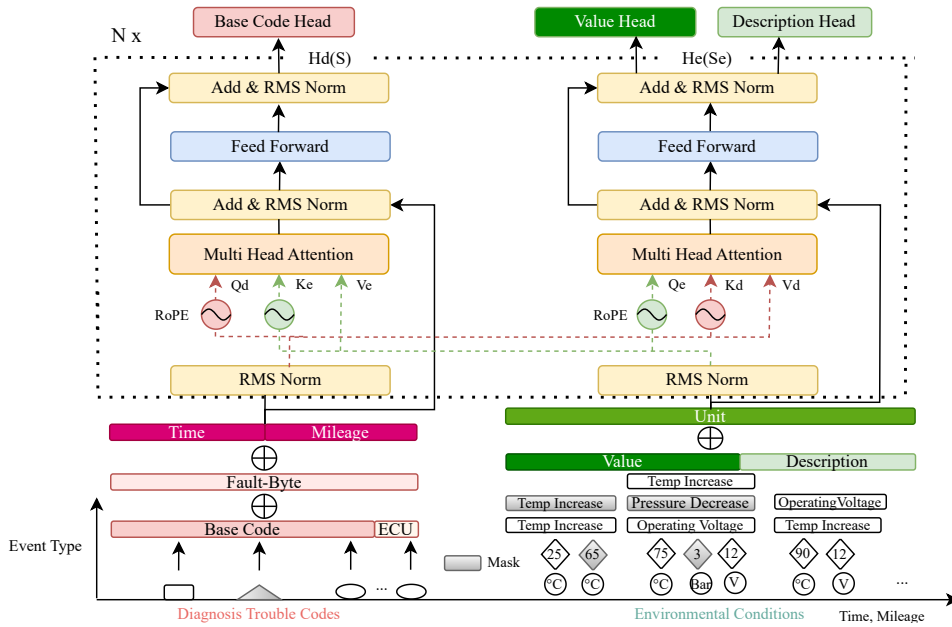 Base Code Head
Value Head
Description Head
N x
Hd(S)
He(Se)
Add & RMS Norm
Add & RMS Norm
Feed Forward
Feed Forward
Add & RMS Norm
Add & RMS Norm
Multi Head Attention
Multi Head Attention
Qd
Ke
Ve
Qe
Kd
Vd
RoPE
RoPE
RMS Norm
RMS Norm
Unit
Time
Mileage
Value
Description
Fault-Byte
Temp Increase
Temp Increase
Pressure Decrease
OperatingVoltage
Base Code
ECU
Temp Increase
Operating Voltage
Temp Increase
Event Type
Mask
25
65
75
3
12
90
12
°C
°C
°C
Bar
V
°C
V
...
...
Diagnosis Trouble Codes
Environmental Conditions
Time, Mileage